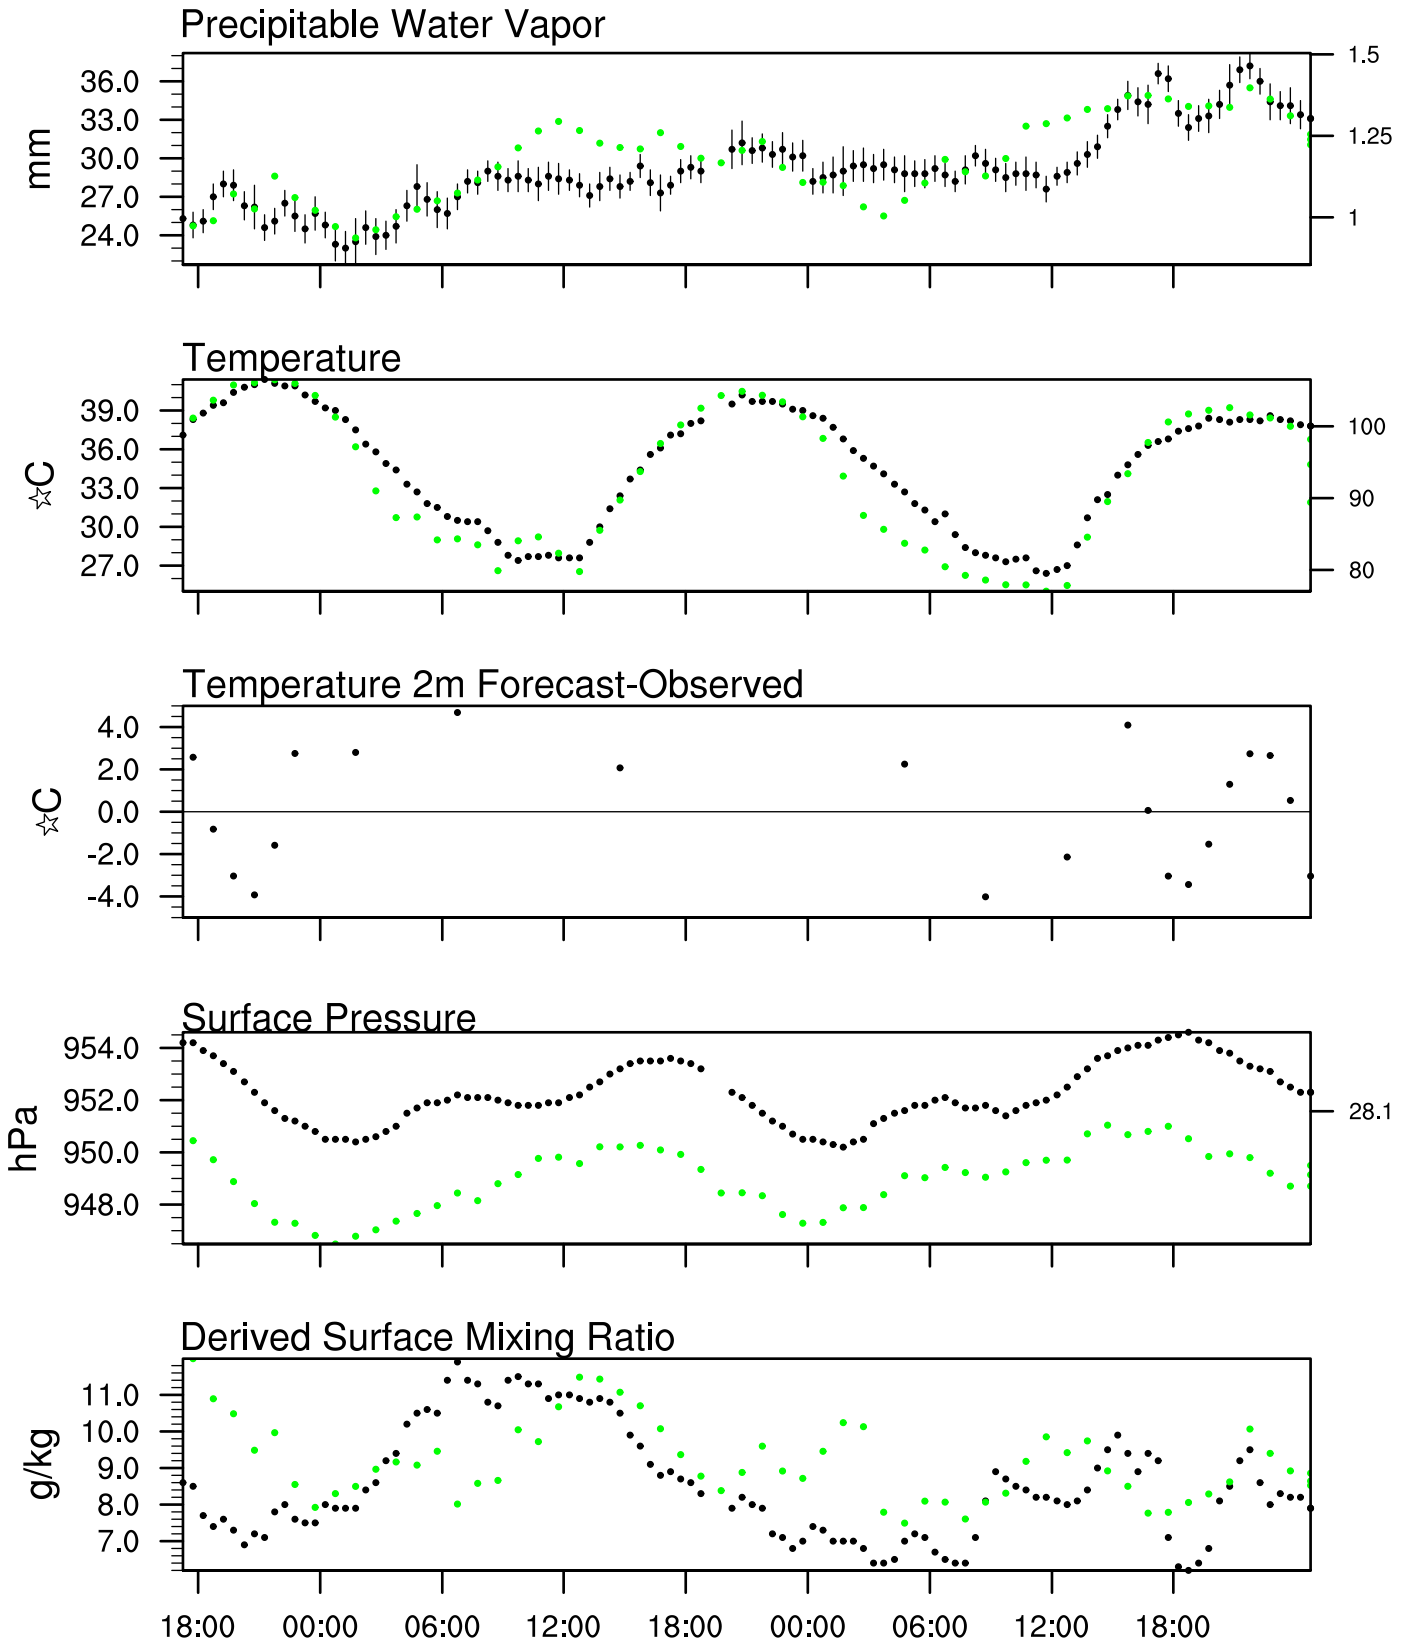 Precipitable Water Vapor
mm
36.0
33.0
30.0
27.0
24.0
1.5
1.25
1
Temperature
☆C
39.0
36.0
33.0
30.0
27.0
100
90
80
Temperature 2m Forecast-Observed
☆C
4.0
2.0
0.0
-2.0
-4.0
Surface Pressure
hPa
954.0
952.0
950.0
948.0
28.1
Derived Surface Mixing Ratio
g/kg
11.0
10.0
9.0
8.0
7.0
18:00 00:00 06:00 12:00 18:00 00:00 06:00 12:00 18:00